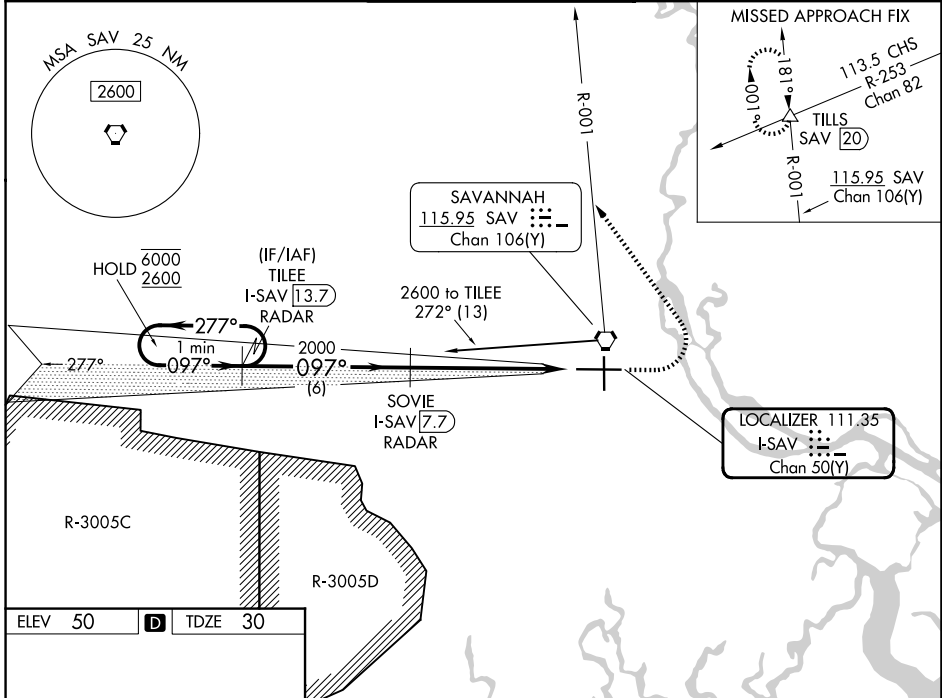 MSA SAV 25 NM
2600
MISSED APPROACH FIX
181°
001°
113.5 CHS
R-253
Chan 82
TILLS
SAV 20
R-001
115.95 SAV
Chan 106(Y)
R-001
SAVANNAH
115.95 SAV
Chan 106(Y)
HOLD 6000
2600
(IF/IAF)
TILEE
I-SAV 13.7
RADAR
2600 to TILEE
272° (13)
277°
1 min
097°
277°
2000
097°
(6)
SOVIE
I-SAV 7.7
RADAR
LOCALIZER 111.35
I-SAV
Chan 50(Y)
R-3005C
R-3005D
ELEV 50 D TDZE 30